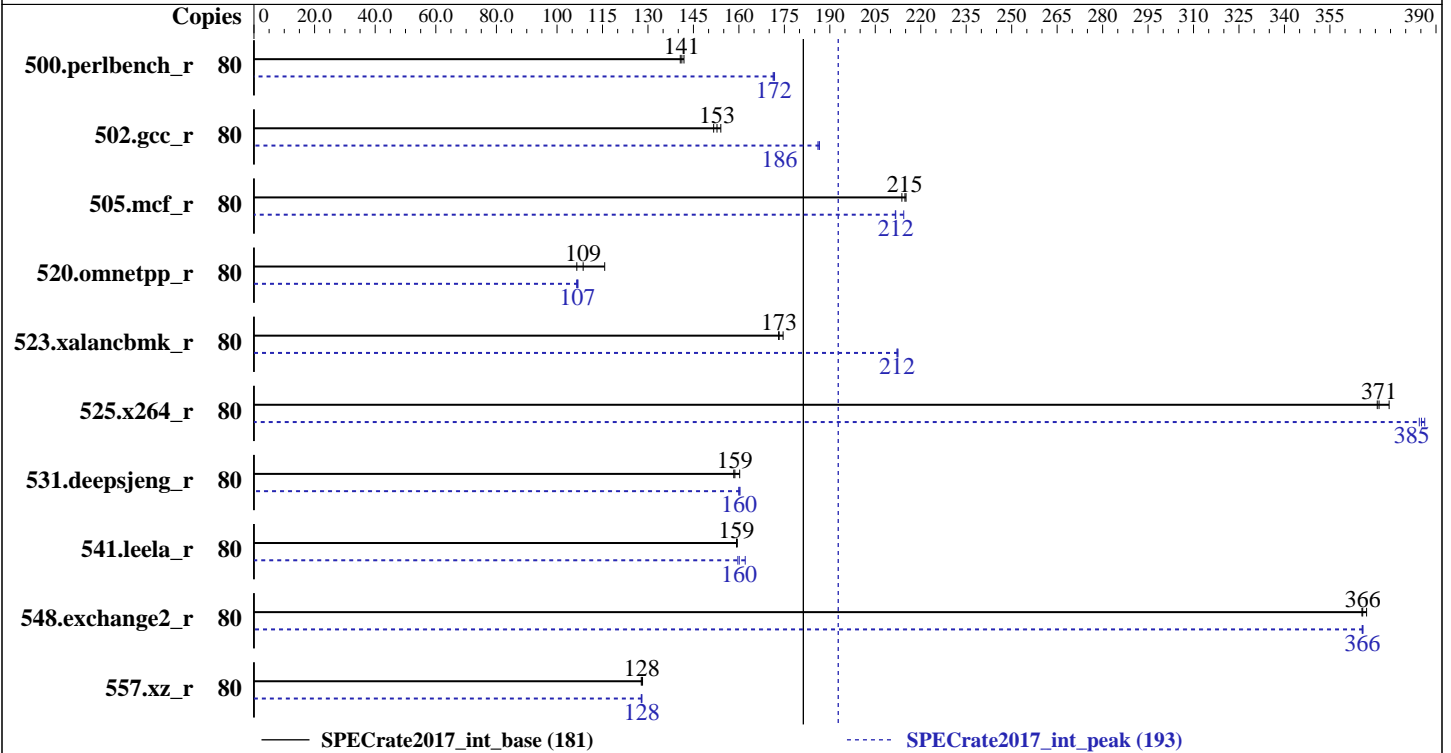 Copies 0 20.0 40.0 60.0 80.0 100 115 130 145 160 175 190 205 220 235 250 265 280 295 310 325 340 355 390
141
500.perlbench_r 80
172
153
502.gcc_r 80
186
215
505.mcf_r 80
212
109
520.omnetpp_r 80
107
173
523.xalancbmk_r 80
212
371
525.x264_r 80
385
159
531.deepsjeng_r 80
160
159
541.leela_r 80
160
366
548.exchange2_r 80
366
128
557.xz_r 80
128
SPECrate2017_int_base (181) SPECrate2017_int_peak (193)